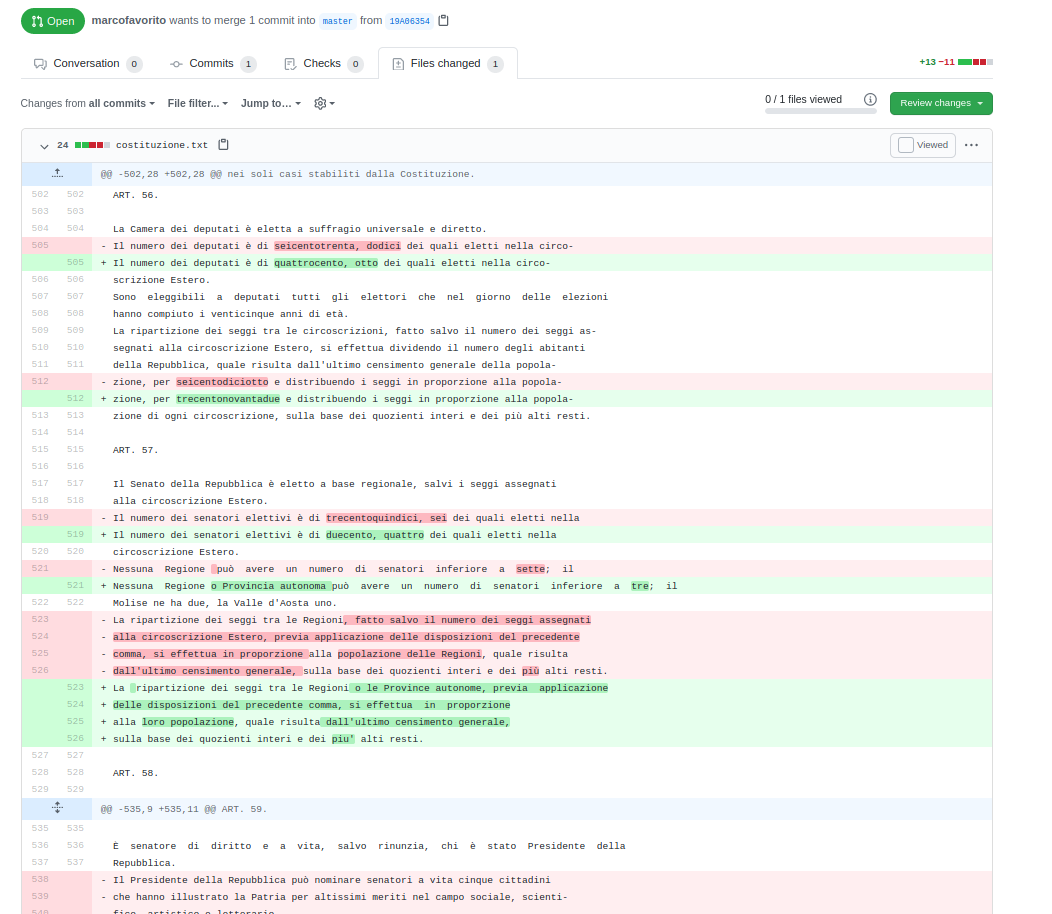 Open marcofavorito wants to merge 1 commit into master from 19A06354
Conversation 0 Commits 1 Checks 0 Files changed 1 +13 −11
Changes from all commits File filter... Jump to… 0 / 1 files viewed Review changes
24 costituzione.txt Viewed
@@ -502,28 +502,28 @@ nei soli casi stabiliti dalla Costituzione.
502 502 ART. 56.
503 503
504 504 La Camera dei deputati è eletta a suffragio universale e diretto.
505 - Il numero dei deputati è di seicentotrenta, dodici dei quali eletti nella circo-
505 + Il numero dei deputati è di quattrocento, otto dei quali eletti nella circo-
506 506 scrizione Estero.
507 507 Sono eleggibili a deputati tutti gli elettori che nel giorno delle elezioni
508 508 hanno compiuto i venticinque anni di età.
509 509 La ripartizione dei seggi tra le circoscrizioni, fatto salvo il numero dei seggi as-
510 510 segnati alla circoscrizione Estero, si effettua dividendo il numero degli abitanti
511 511 della Repubblica, quale risulta dall'ultimo censimento generale della popola-
512 - zione, per seicentodiciotto e distribuendo i seggi in proporzione alla popola-
512 + zione, per trecentonovantadue e distribuendo i seggi in proporzione alla popola-
513 513 zione di ogni circoscrizione, sulla base dei quozienti interi e dei più alti resti.
514 514
515 515 ART. 57.
516 516
517 517 Il Senato della Repubblica è eletto a base regionale, salvi i seggi assegnati
518 518 alla circoscrizione Estero.
519 - Il numero dei senatori elettivi è di trecentoquindici, sei dei quali eletti nella
519 + Il numero dei senatori elettivi è di duecento, quattro dei quali eletti nella
520 520 circoscrizione Estero.
521 - Nessuna Regione può avere un numero di senatori inferiore a sette; il
521 + Nessuna Regione o Provincia autonoma può avere un numero di senatori inferiore a tre; il
522 522 Molise ne ha due, la Valle d'Aosta uno.
523 - La ripartizione dei seggi tra le Regioni, fatto salvo il numero dei seggi assegnati
524 - alla circoscrizione Estero, previa applicazione delle disposizioni del precedente
525 - comma, si effettua in proporzione alla popolazione delle Regioni, quale risulta
526 - dall'ultimo censimento generale, sulla base dei quozienti interi e dei più alti resti.
523 + La ripartizione dei seggi tra le Regioni o le Province autonome, previa applicazione
524 + delle disposizioni del precedente comma, si effettua in proporzione
525 + alla loro popolazione, quale risulta dall'ultimo censimento generale,
526 + sulla base dei quozienti interi e dei piu' alti resti.
527 527
528 528 ART. 58.
529 529
@@ -535,9 +535,11 @@ ART. 59.
535 535
536 536 È senatore di diritto e a vita, salvo rinunzia, chi è stato Presidente della
537 537 Repubblica.
538 - Il Presidente della Repubblica può nominare senatori a vita cinque cittadini
539 - che hanno illustrato la Patria per altissimi meriti nel campo sociale, scienti-
540 - fico, artistico e letterario.